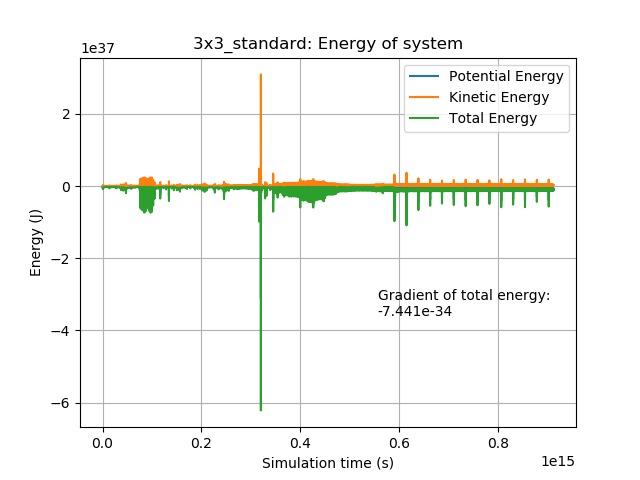 3x3_standard: Energy of system
1e37
Potential Energy
Kinetic Energy
Total Energy
2
0
−2
−4
−6
Energy (J)
Gradient of total energy:
-7.441e-34
0.0 0.2 0.4 0.6 0.8
1e15
Simulation time (s)